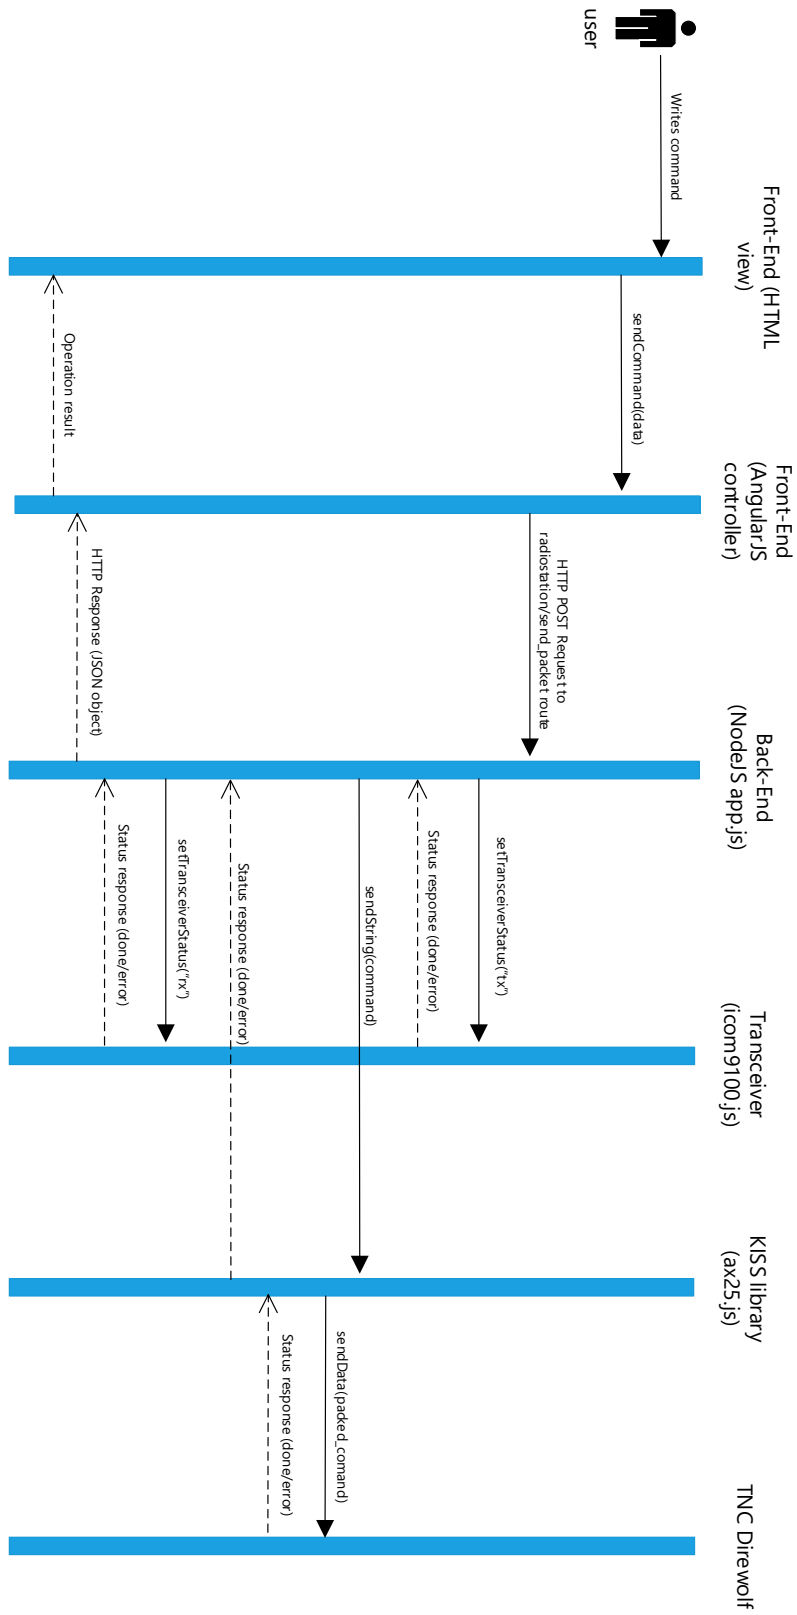 user
Front-End (HTML
view)
Front-End
(AngularJS
controller)
Back-End
(NodeJS app.js)
Transceiver
(icom9100.js)
KISS library
(ax25.js)
TNC Direwolf
Writes command
sendCommand(data)
HTTP POST Request to
radiostation/send_packet route
setTransceiverStatus("tx")
Status response (done/error)
sendString(command)
sendData(packed_comand)
Status response (done/error)
Status response (done/error)
setTransceiverStatus("rx")
Status response (done/error)
HTTP Response (JSON object)
Operation result